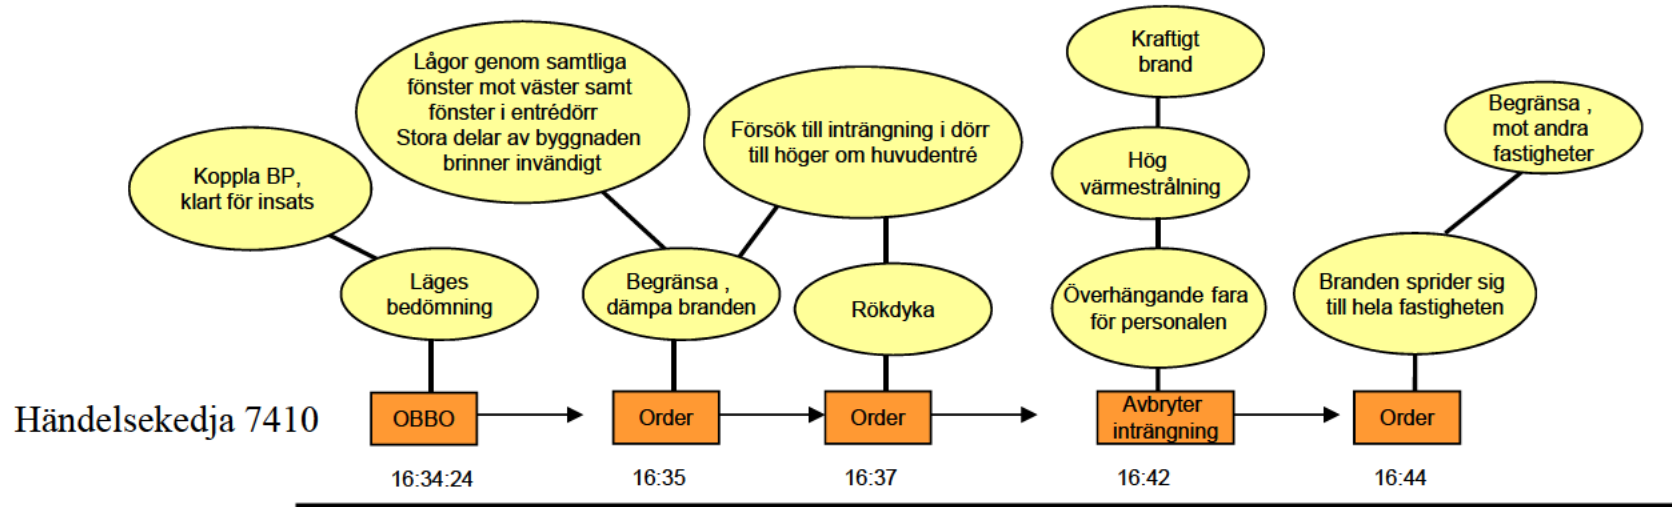 Kraftigt
brand
Lågor genom samtliga
fönster mot väster samt
fönster i entrédörr
Stora delar av byggnaden
brinner invändigt
Försök till inträngning i dörr
till höger om huvudentré
Begränsa ,
mot andra
fastigheter
Koppla BP,
klart för insats
Hög
värmestrålning
Läges
bedömning
Begränsa ,
dämpa branden
Rökdyka
Överhängande fara
för personalen
Branden sprider sig
till hela fastigheten
Händelsekedja 7410
OBBO
Order
Order
Avbryter
inträngning
Order
16:34:24
16:35
16:37
16:42
16:44